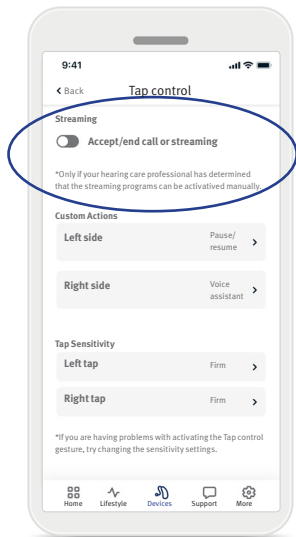 9:41
Back Tap control
Streaming
Accept/end call or streaming
*Only if your hearing care professional has determined
that the streaming programs can be activatived manually.
Custom Actions
Left side Pause/
resume
Right side Voice
assistant
Tap Sensitivity
Left tap Firm
Right tap Firm
*If you are having problems with activating the Tap control
gesture, try changing the sensitivity settings.
Home Lifestyle Devices Support More